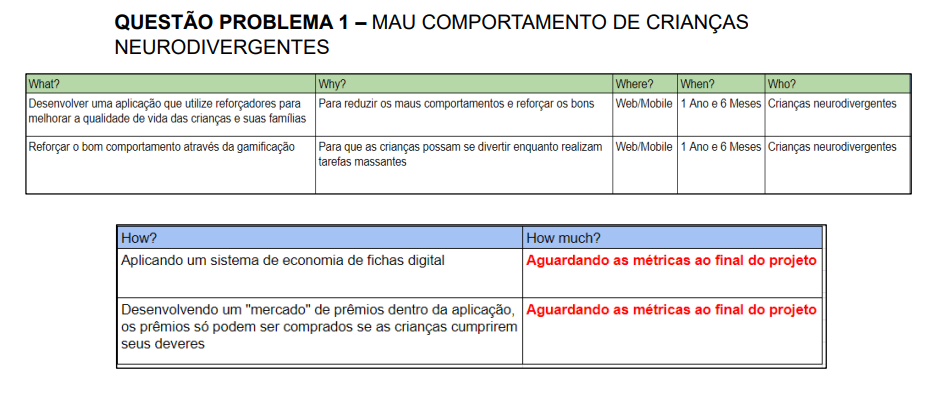 QUESTÃO PROBLEMA 1 – MAU COMPORTAMENTO DE CRIANÇAS
NEURODIVERGENTES
What? Why? Where? When? Who?
Desenvolver uma aplicação que utilize reforçadores para Para reduzir os maus comportamentos e reforçar os bons Web/Mobile 1 Ano e 6 Meses Crianças neurodivergentes
melhorar a qualidade de vida das crianças e suas famílias
Reforçar o bom comportamento através da gamificação Para que as crianças possam se divertir enquanto realizam Web/Mobile 1 Ano e 6 Meses Crianças neurodivergentes
tarefas massantes
How? How much?
Aplicando um sistema de economia de fichas digital Aguardando as métricas ao final do projeto
Desenvolvendo um "mercado" de prêmios dentro da aplicação, Aguardando as métricas ao final do projeto
os prêmios só podem ser comprados se as crianças cumprirem
seus deveres